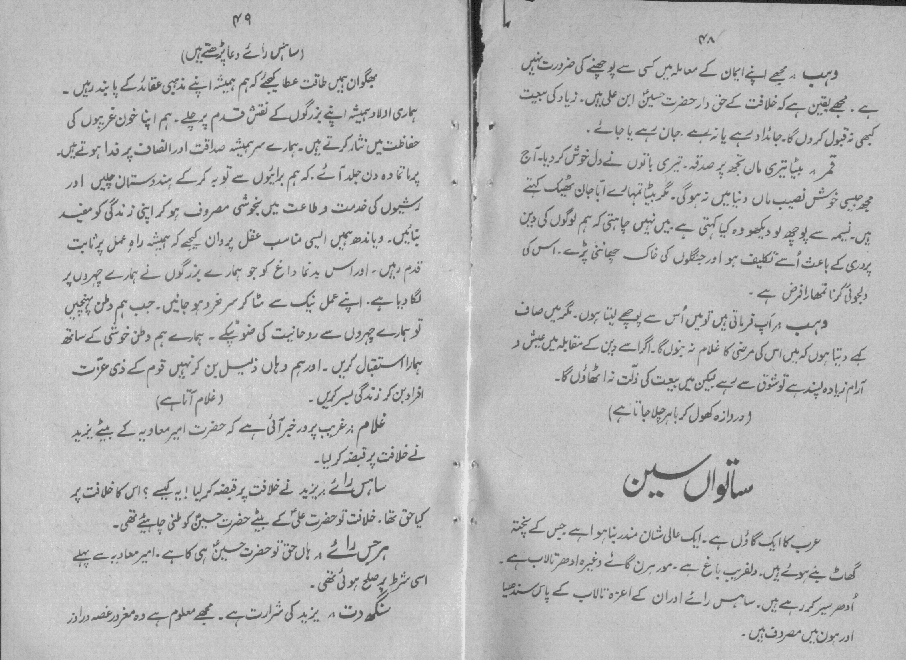 ۴۸
وہب ۔ مجھے اپنے ایمان کے معاملہ میں کسی سے پوچھنے کی ضرورت نہیں
ہے ۔ مجھے یقین ہے کہ خلافت کے حق دار حضرت حسینؑ ابن علی ہیں ۔ زیاد کی بیعت
کبھی نہ قبول کروں گا ۔ جائداد رہے یا نہ رہے ، جان رہے یا جائے ۔
قمر ۔ بیٹا تیری ماں تجھ پر صدقہ ۔ تیری باتوں نے دل خوش کر دیا ۔ آج
مجھ جیسی خوش نصیب ماں دنیا میں نہ ہوگی ۔ مگر بیٹا تمہارے ابا جان ٹھیک کہتے
ہیں ۔ نسیمہ سے پوچھ لو دیکھو وہ کیا کہتی ہے ۔ میں نہیں چاہتی کہ ہم لوگوں کی دین
پروری کے باعث اُسے تکلیف ہو اور جنگلوں کی خاک چھاننی پڑے ۔ اس کی
دلجوئی کرنا تمہارا فرض ہے ۔
وہب ۔ آپ فرماتی ہیں تو میں اُس سے پوچھے لیتا ہوں ۔ مگر میں صاف
کہے دیتا ہوں کہ میں اس کی مرضی کا غلام نہ بنوں گا ۔ اگر اسے دین کے مقابلہ میں عیش و
آرام زیادہ پسند ہے تو شوق سے رہے لیکن میں بیعت کی ذلت نہ اٹھاؤں گا ۔
(دروازہ کھول کر باہر چلا جاتا ہے)
ساتواں سین
عرب کا ایک گاؤں ہے ۔ ایک عالی شان مندر بنا ہوا ہے جس کے پختہ
گھاٹ بنے ہوئے ہیں ۔ دلفریب باغ ہے ۔ مور ہرن گائے وغیرہ ادھر تالاب ہے ۔
اُدھر سیر کر رہے ہیں ۔ ساہس رائے اور ان کے اعزہ تالاب کے پاس سندھیا
اور ہون میں مصروف ہیں ۔
۴۹
(ساہس رائے دعا پڑھتے ہیں)
بھگوان ہمیں طاقت عطا کیجئے کہ ہم ہمیشہ اپنے مذہبی عقائد کے پابند رہیں ۔
ہماری اولاد ہمیشہ اپنے بزرگوں کے نقش قدم پر چلے ۔ ہم اپنا خون غریبوں کی
حفاظت میں نثار کرتے ہیں ۔ ہمارے سر ہمیشہ صداقت اور انصاف پر فدا ہوتے ہیں ۔
پرماتما وہ دن جلد آئے ، کہ ہم برائیوں سے توبہ کر کے ہندوستان چلیں اور
رشیوں کی خدمت و طاعت میں بخوشی مصروف ہو کر اپنی زندگی کو مفید
بنائیں ۔ ہمیں ایسی مناسب عقل پروان کیجے کہ ہمیشہ راہ عمل پر ثابت
قدم رہیں ۔ اور اس بدنما داغ کو جو ہمارے بزرگوں نے ہمارے چہروں پر
لگا دیا ہے ، اپنے عمل نیک سے مٹا کر سرخرو ہو جائیں ۔ جب ہم وطن پہنچیں
تو ہمارے چہروں سے روحانیت کی ضو ٹپکے ۔ ہمارے ہم وطن خوشی کے ساتھ
ہمارا استقبال کریں ۔ اور ہم وہاں ذلیل بن کر نہیں قوم کے ذی عزت
افراد بن کر زندگی بسر کریں ۔ (غلام آتا ہے)
غلام ۔ غریب پرور خبر آئی ہے کہ حضرت امیر معاویہ کے بیٹے یزید
نے خلافت پر قبضہ کر لیا ۔
ساہس رائے ۔ یزید نے خلافت پر قبضہ کر لیا ! یہ کیسے ؟ اس کا خلافت پر
کیا حق تھا ، خلافت تو حضرت علیؑ کے بیٹے حضرت حسینؑ کو ملنی چاہیئے تھی ۔
ہرجس رائے ۔ ہاں حق تو حضرت حسینؑ ہی کا ہے ۔ امیر معاویہ سے پہلے
اسی شرط پر صلح ہوئی تھی ۔
سنگھ دت ۔ یزید کی شرارت ہے ۔ مجھے معلوم ہے وہ مغرور غصہ ور اور